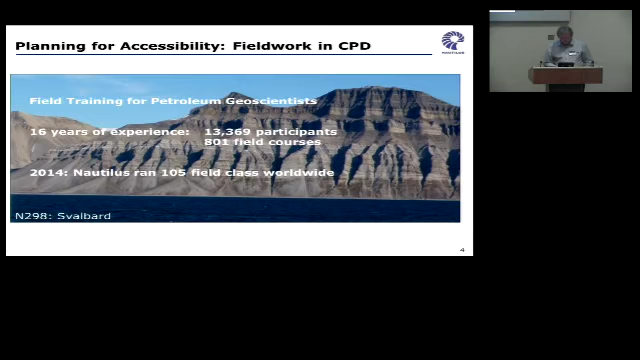 Planning for Accessibility: Fieldwork in CPD
NAUTILUS
Field Training for Petroleum Geoscientists
16 years of experience: 13,369 participants
801 field courses
2014: Nautilus ran 105 field class worldwide
N298: Svalbard
4